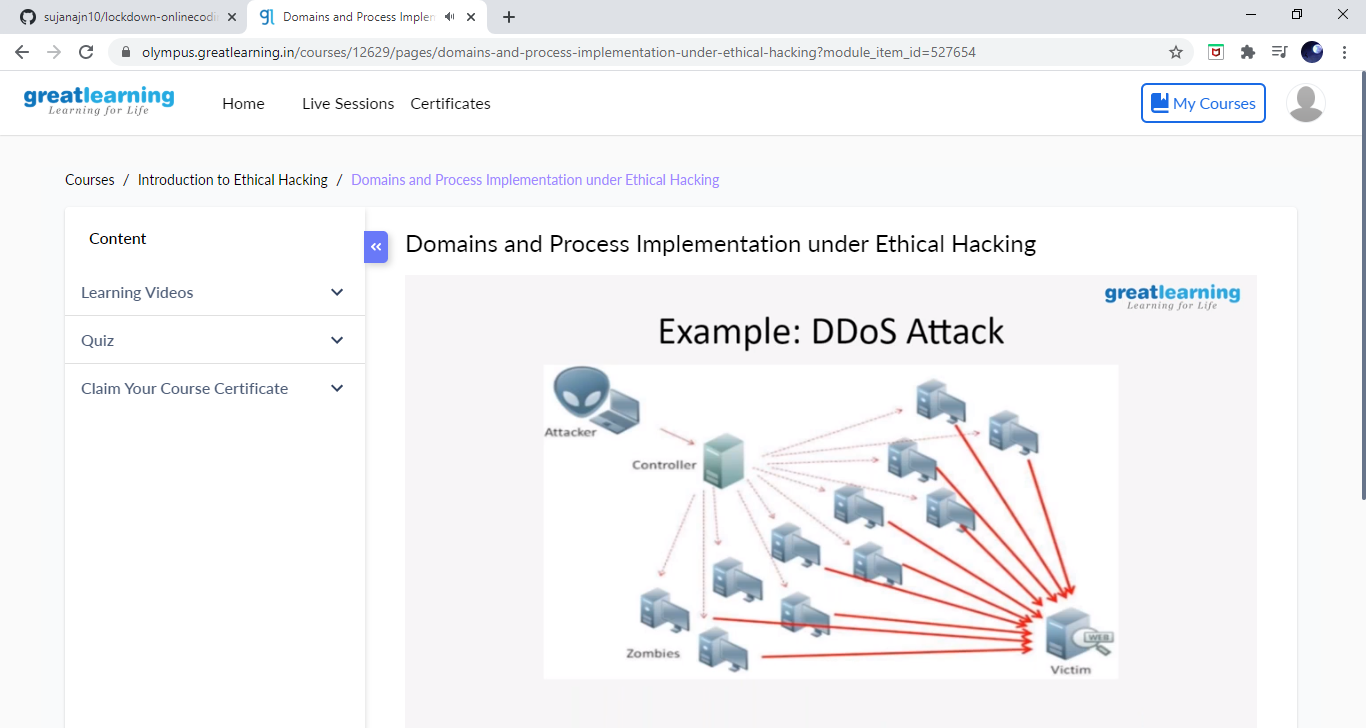 sujanajn10/lockdown-onlinecodi
Domains and Process Implemen
olympus.greatlearning.in/courses/12629/pages/domains-and-process-implementation-under-ethical-hacking?module_item_id=527654
greatlearning
Learning for Life
Home
Live Sessions
Certificates
My Courses
Courses / Introduction to Ethical Hacking / Domains and Process Implementation under Ethical Hacking
Content
Learning Videos
Quiz
Claim Your Course Certificate
Domains and Process Implementation under Ethical Hacking
greatlearning
Learning for Life
Example: DDoS Attack
Attacker
Controller
Zombies
WEB
Victim